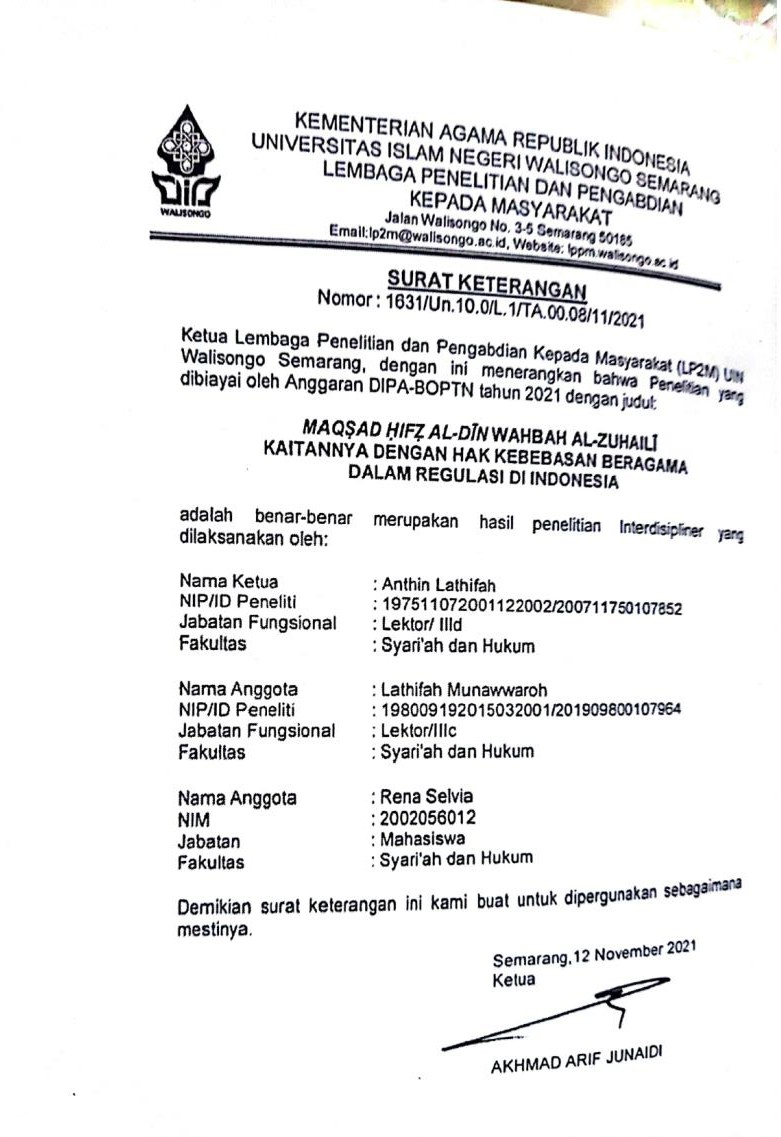 WALISONGO
KEMENTERIAN AGAMA REPUBLIK INDONESIA
UNIVERSITAS ISLAM NEGERI WALISONGO SEMARANG
LEMBAGA PENELITIAN DAN PENGABDIAN
KEPADA MASYARAKAT
Jalan Walisongo No. 3-5 Semarang 50185
Email:lp2m@walisongo.ac.id, Website: lppm.walisongo.ac.id
SURAT KETERANGAN
Nomor : 1631/Un.10.0/L.1/TA.00.08/11/2021
Ketua Lembaga Penelitian dan Pengabdian Kepada Masyarakat (LP2M) UIN
Walisongo Semarang, dengan ini menerangkan bahwa Penelitian yang
dibiayai oleh Anggaran DIPA-BOPTN tahun 2021 dengan judul:
MAQṢAD ḤIFẒ AL-DĪN WAHBAH AL-ZUHAILĪ
KAITANNYA DENGAN HAK KEBEBASAN BERAGAMA
DALAM REGULASI DI INDONESIA
adalah benar-benar merupakan hasil penelitian Interdisipliner yang
dilaksanakan oleh:
Nama Ketua : Anthin Lathifah
NIP/ID Peneliti : 197511072001122002/200711750107852
Jabatan Fungsional : Lektor/ IIId
Fakultas : Syari'ah dan Hukum
Nama Anggota : Lathifah Munawwaroh
NIP/ID Peneliti : 198009192015032001/201909800107964
Jabatan Fungsional : Lektor/IIIc
Fakultas : Syari'ah dan Hukum
Nama Anggota : Rena Selvia
NIM : 2002056012
Jabatan : Mahasiswa
Fakultas : Syari'ah dan Hukum
Demikian surat keterangan ini kami buat untuk dipergunakan sebagaimana
mestinya.
Semarang,12 November 2021
Ketua
AKHMAD ARIF JUNAIDI